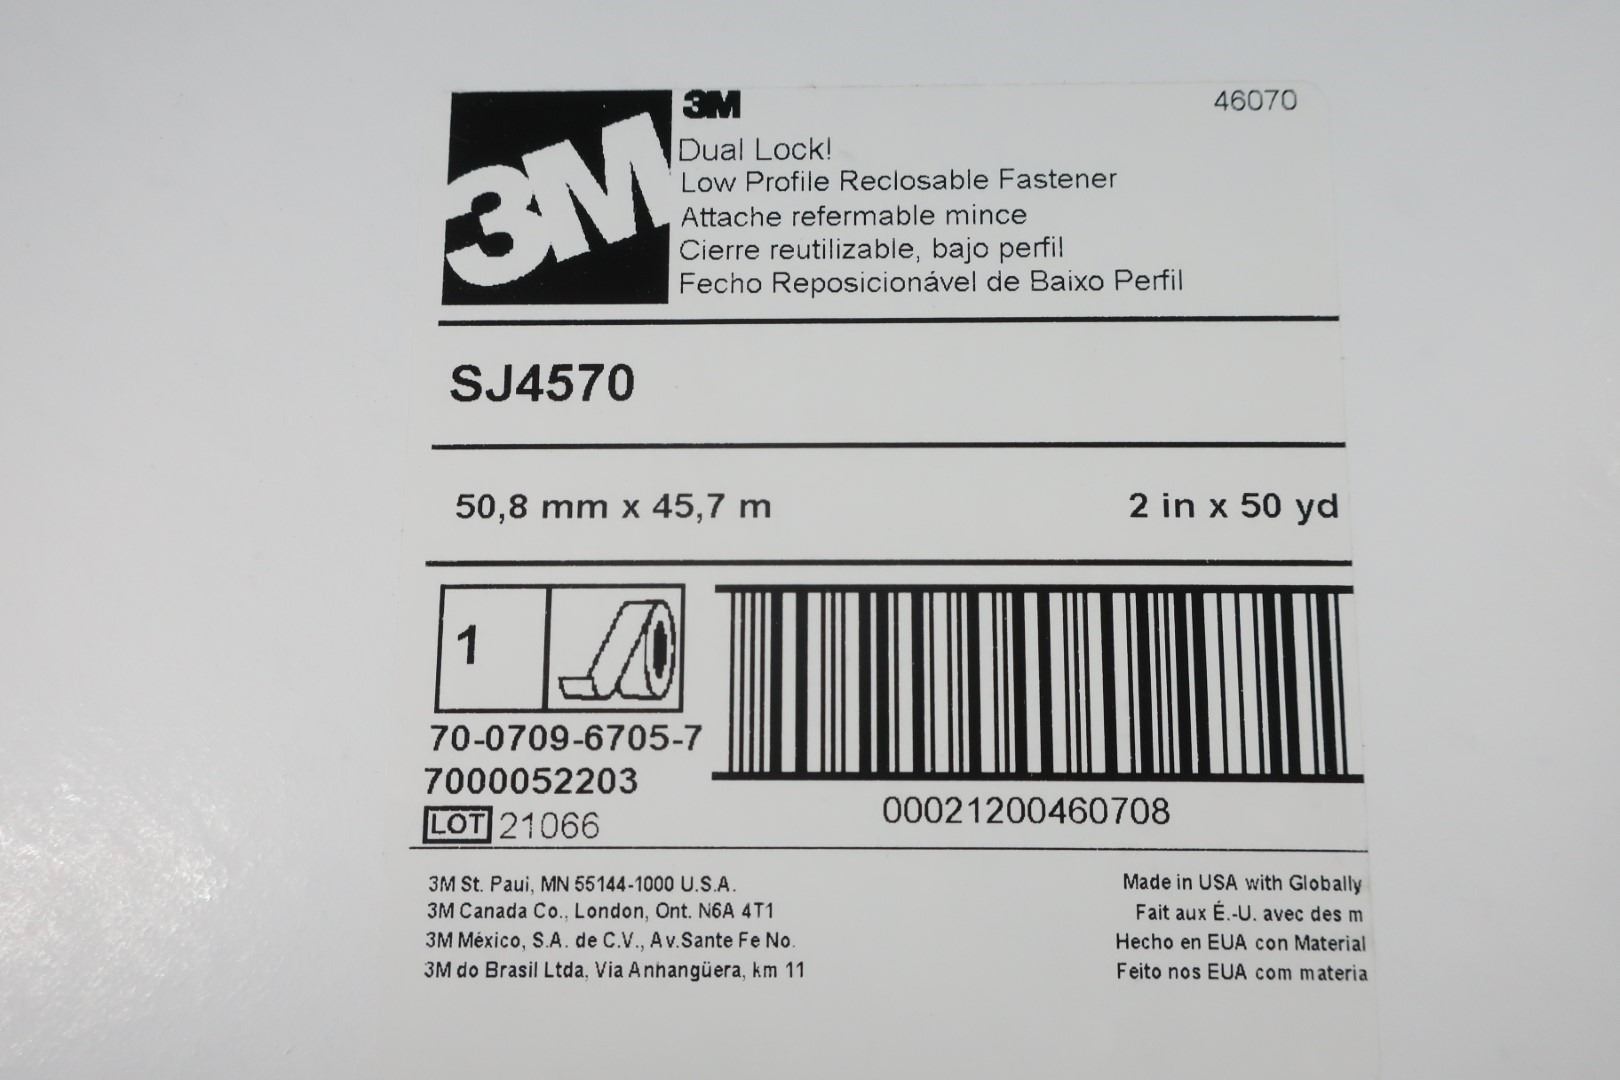 3M
3M
46070
Dual Lock!
Low Profile Reclosable Fastener
Attache refermable mince
Cierre reutilizable, bajo perfil
Fecho Reposicionável de Baixo Perfil
SJ4570
50,8 mm x 45,7 m
2 in x 50 yd
1
70-0709-6705-7
7000052203
LOT 21066
00021200460708
3M St. Paui, MN 55144-1000 U.S.A.
3M Canada Co., London, Ont. N6A 4T1
3M México, S.A. de C.V., Av.Sante Fe No.
3M do Brasil Ltda, Via Anhangüera, km 11
Made in USA with Globally
Fait aux É.-U. avec des m
Hecho en EUA con Material
Feito nos EUA com materia